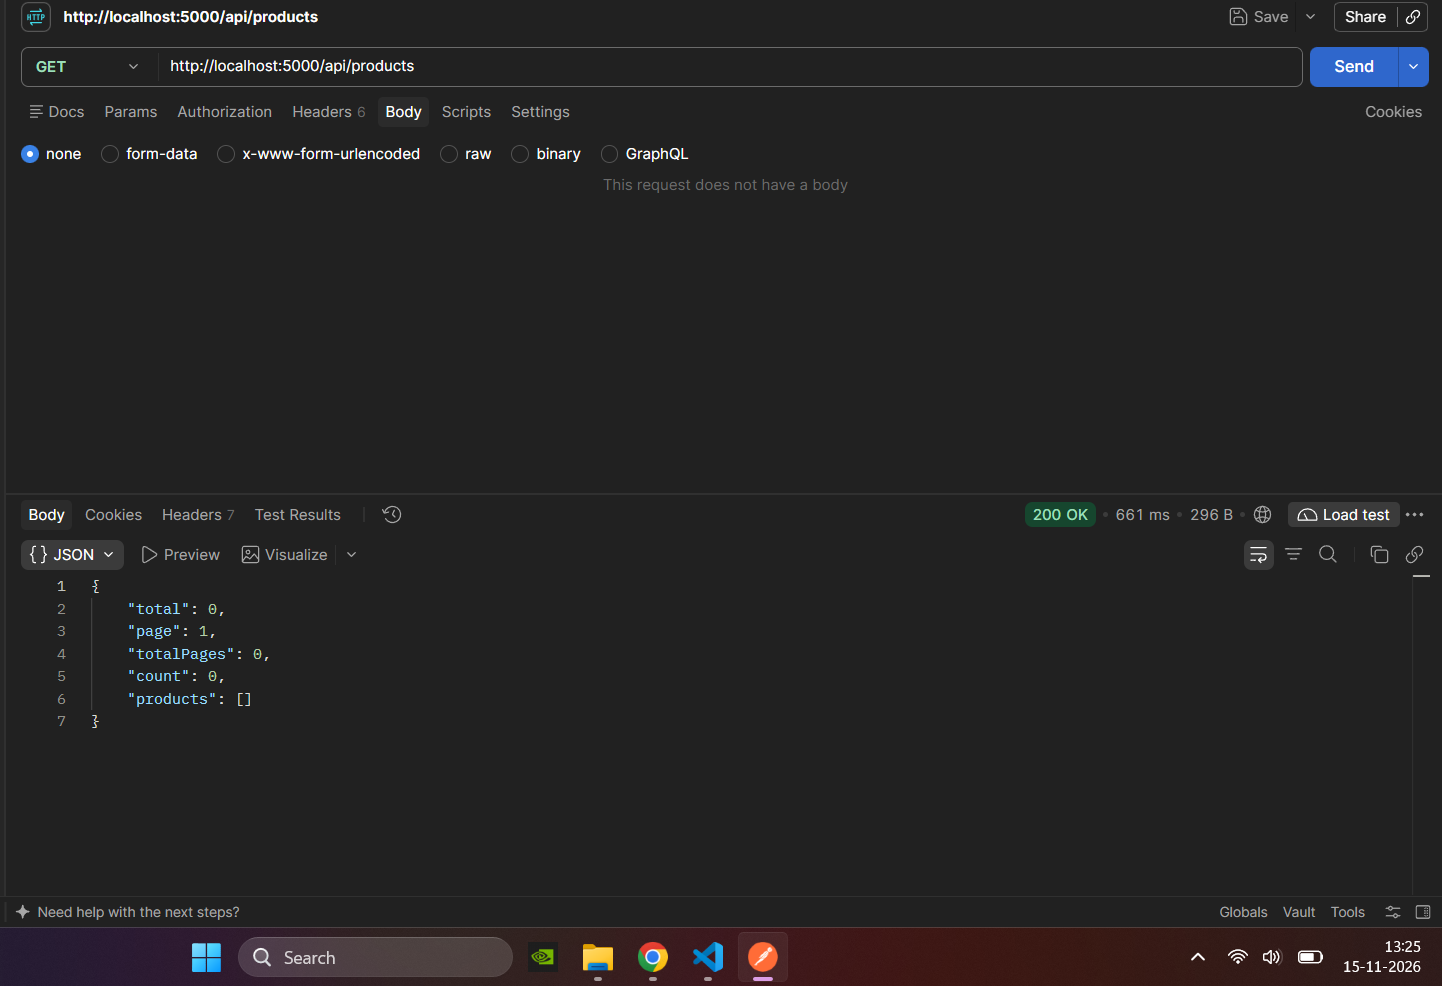 HTTP http://localhost:5000/api/products Save Share
GET http://localhost:5000/api/products Send
Docs Params Authorization Headers 6 Body Scripts Settings Cookies
none form-data x-www-form-urlencoded raw binary GraphQL
This request does not have a body
Body Cookies Headers 7 Test Results 200 OK • 661 ms • 296 B • Load test
{} JSON Preview Visualize
1 {
2 "total": 0,
3 "page": 1,
4 "totalPages": 0,
5 "count": 0,
6 "products": []
7 }
Need help with the next steps? Globals Vault Tools
Search 13:25
15-11-2026